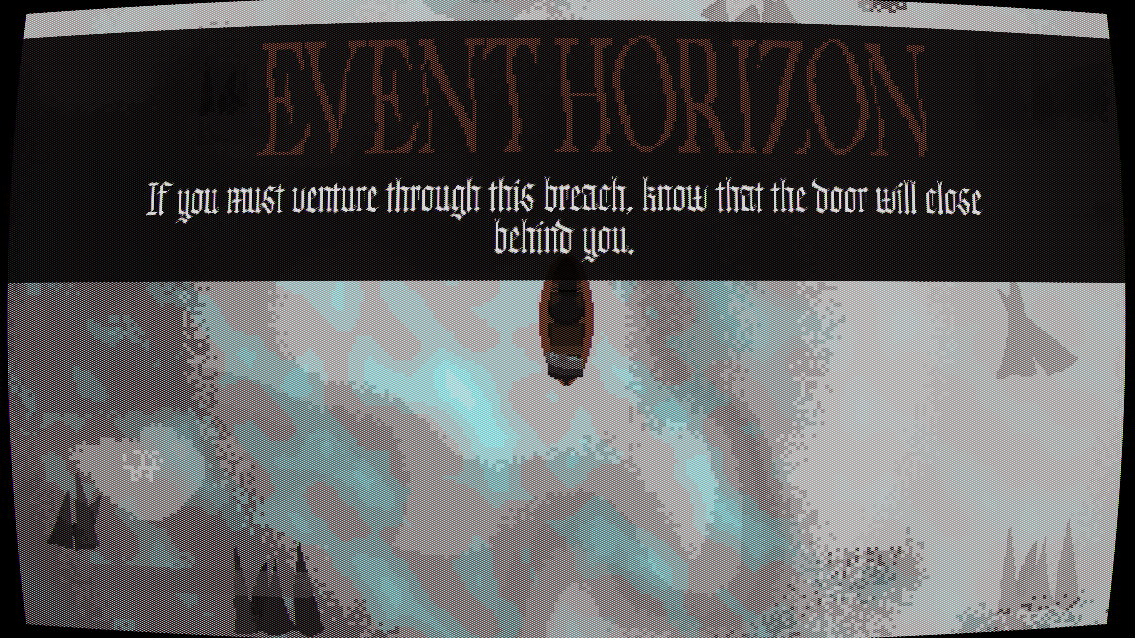 EVENT HORIZON
If you must venture through this breach, know that the door will close
behind you.